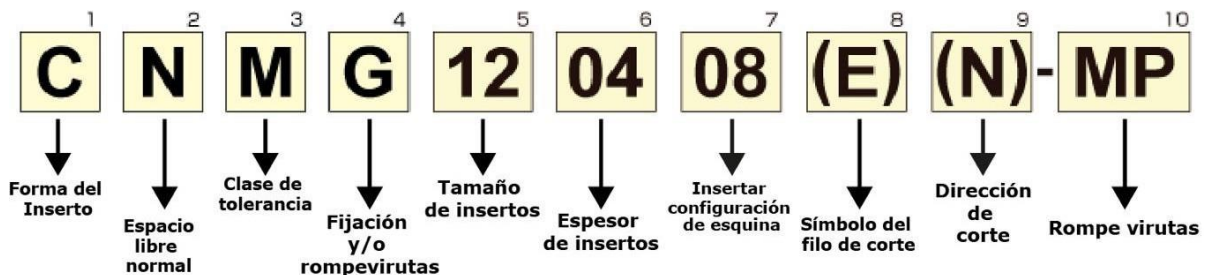 1 2 3 4 5 6 7 8 9 10
C N M G 12 04 08 (E) (N)- MP
Forma del
Inserto
Espacio
libre
normal
Clase de
tolerancia
Fijación
y/o
rompevirutas
Tamaño
de insertos
Espesor
de insertos
Insertar
configuración
de esquina
Símbolo del
filo de corte
Dirección
de
corte
Rompe virutas